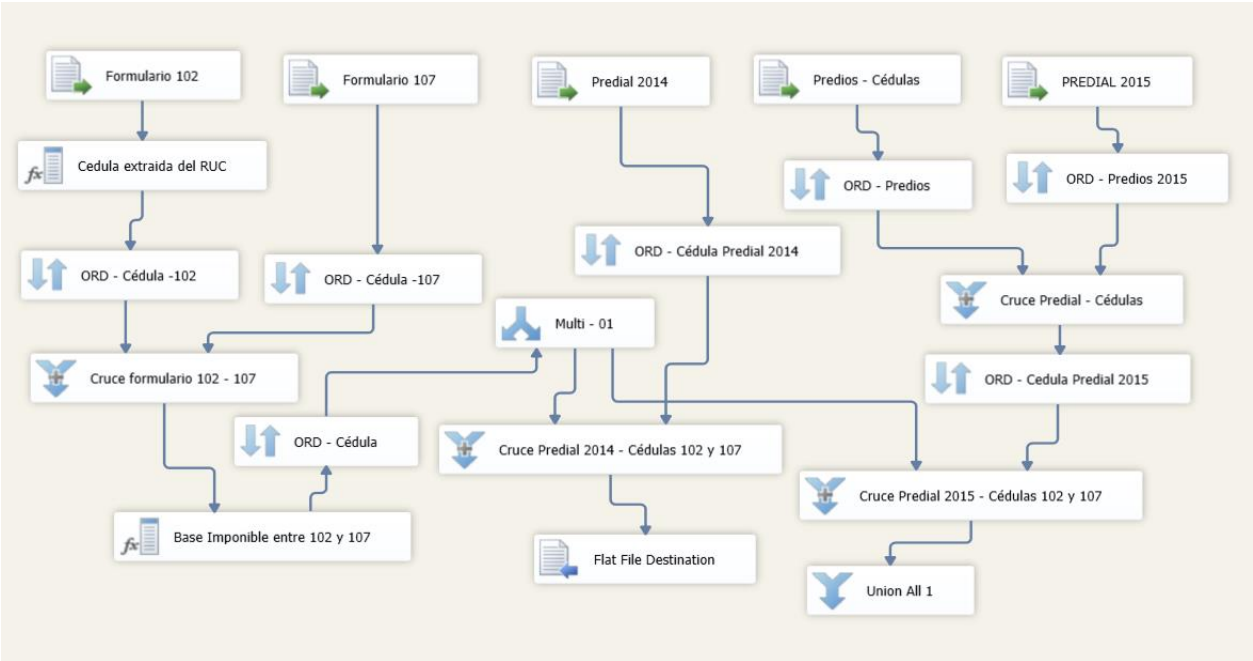 Formulario 102
Formulario 107
Predial 2014
Predios - Cédulas
PREDIAL 2015
fx
Cedula extraida del RUC
ORD - Predios
ORD - Predios 2015
ORD - Cédula -102
ORD - Cédula -107
ORD - Cédula Predial 2014
Cruce Predial - Cédulas
Multi - 01
Cruce formulario 102 - 107
ORD - Cedula Predial 2015
ORD - Cédula
Cruce Predial 2014 - Cédulas 102 y 107
Cruce Predial 2015 - Cédulas 102 y 107
fx
Base Imponible entre 102 y 107
Flat File Destination
Union All 1